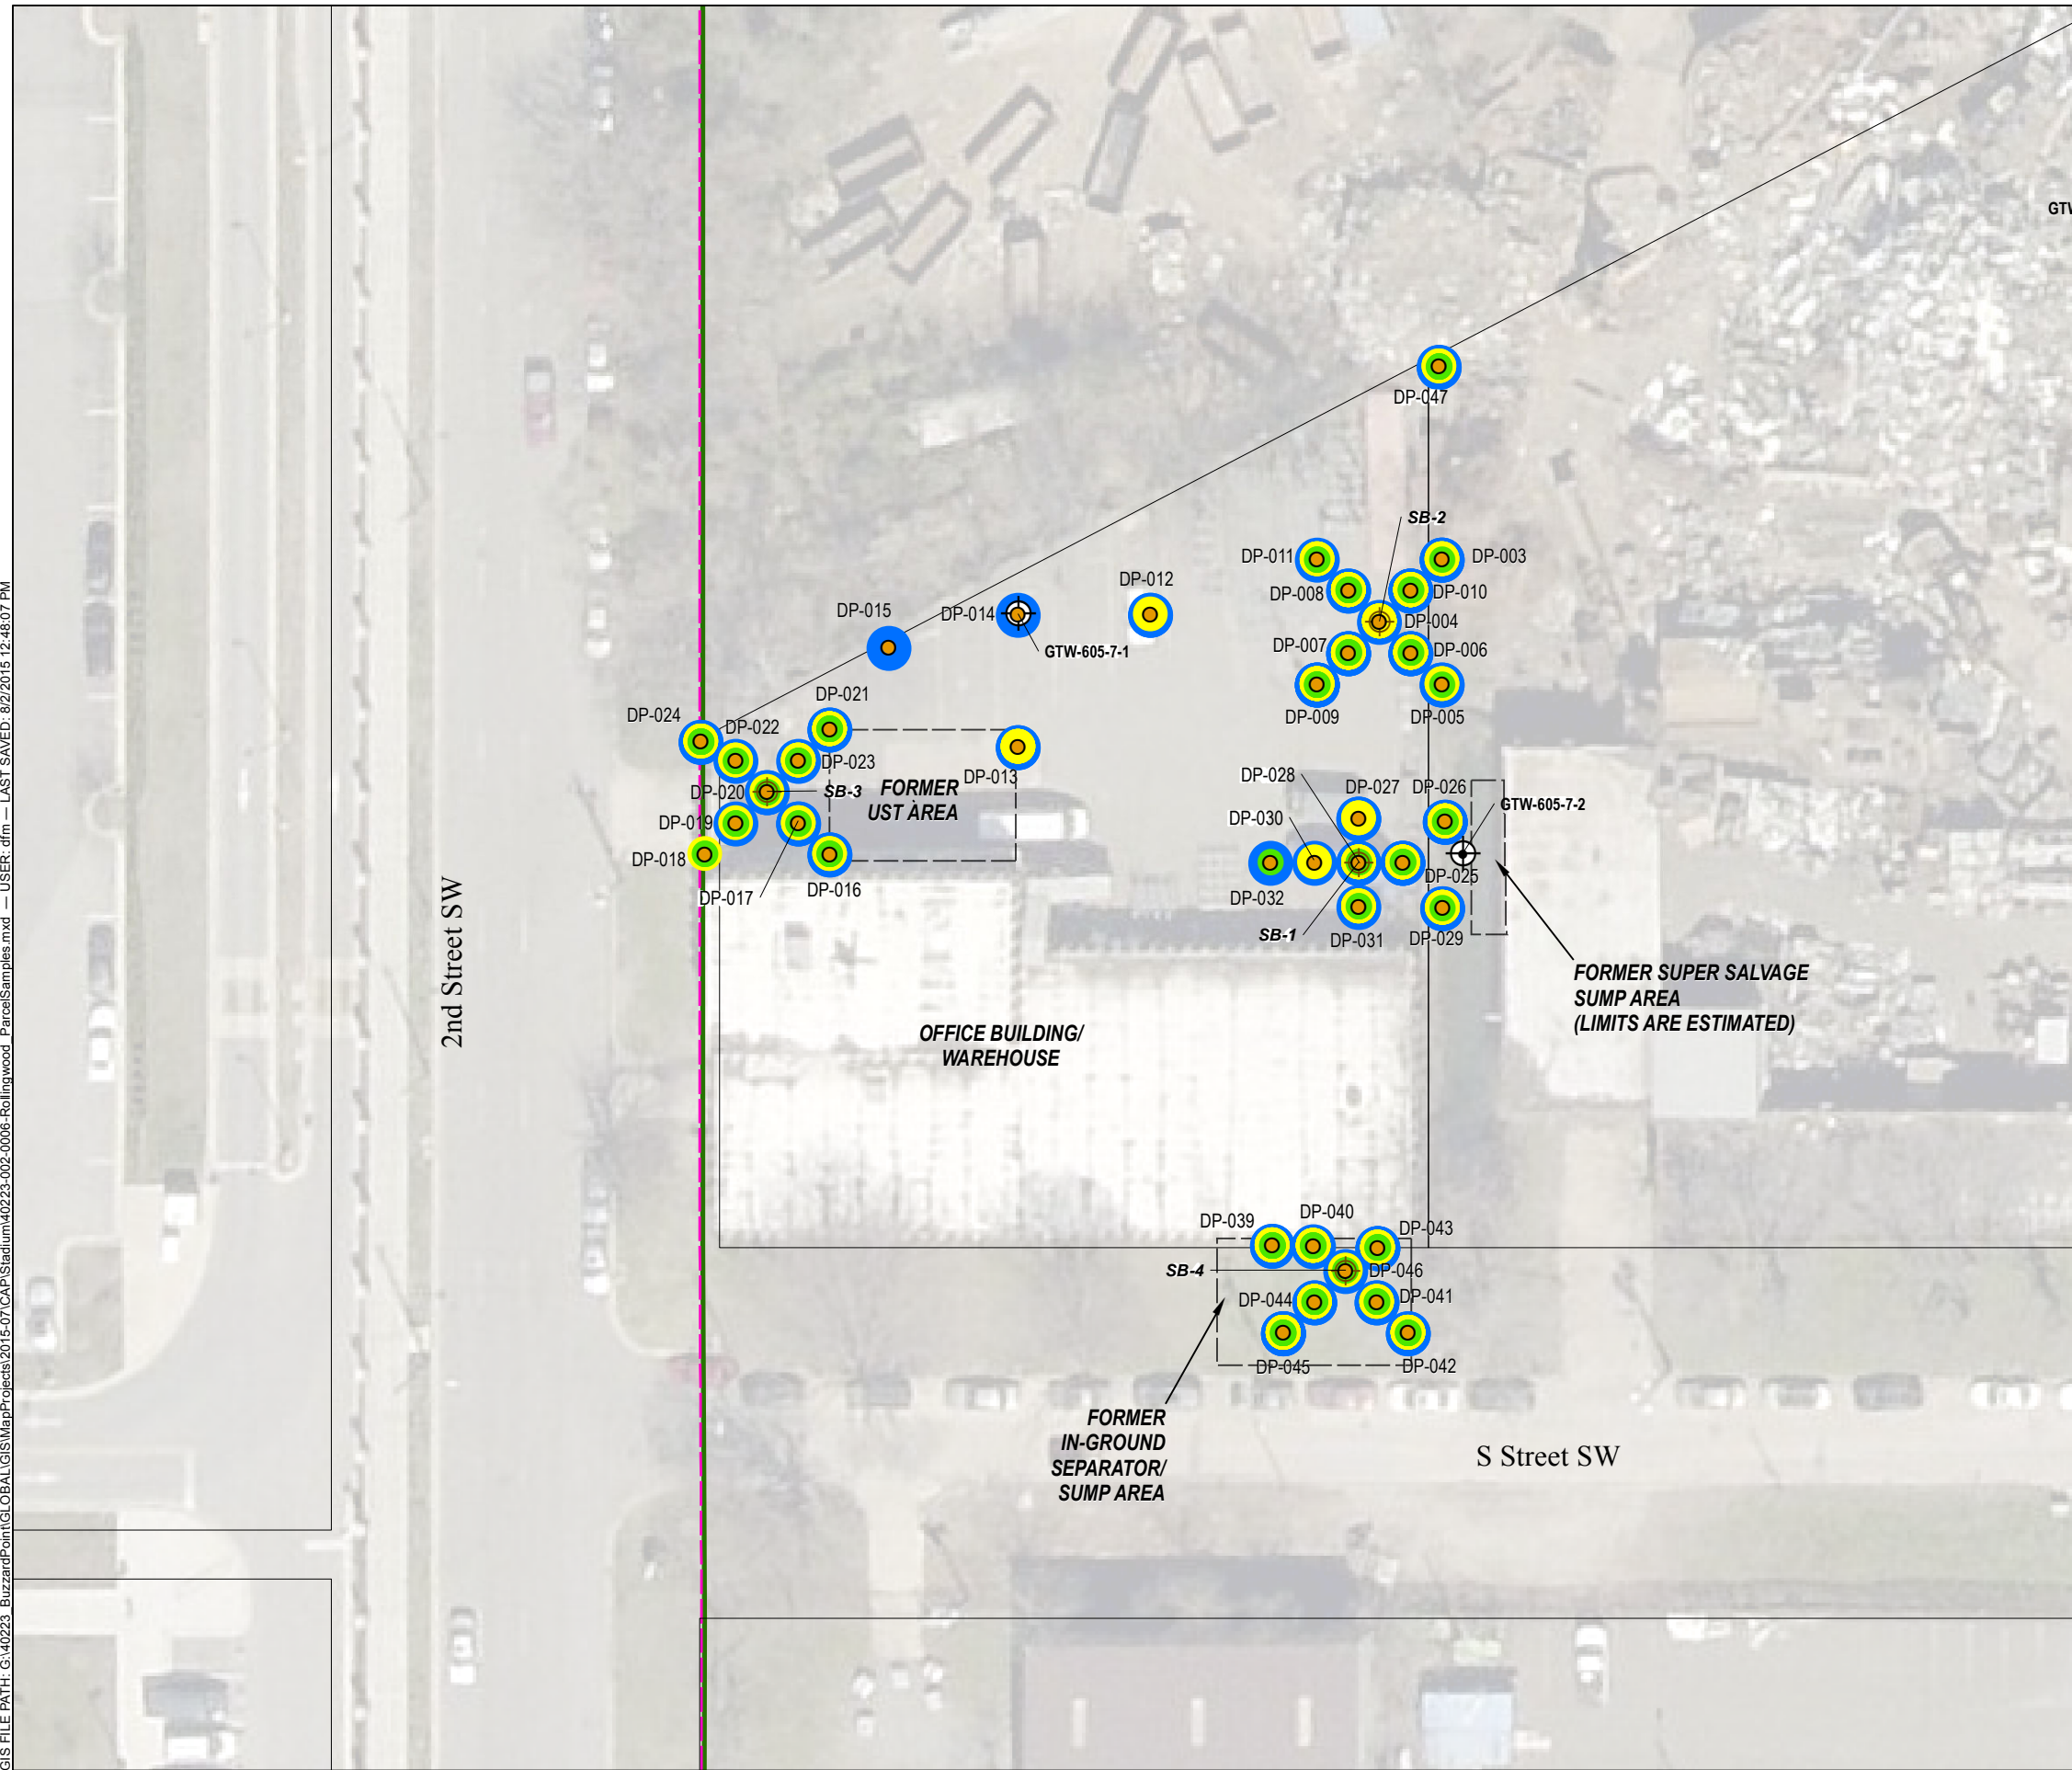 GTW
DP-047
SB-2
DP-011
DP-003
DP-008
DP-010
DP-012
DP-004
DP-015
DP-014
GTW-605-7-1
DP-007
DP-006
DP-009
DP-005
DP-021
DP-024
DP-022
DP-023
DP-013
DP-020
SB-3
FORMER
UST AREA
DP-019
DP-018
DP-017
DP-016
DP-028
DP-027
DP-026
GTW-605-7-2
DP-030
DP-025
DP-032
SB-1
DP-031
DP-029
FORMER SUPER SALVAGE
SUMP AREA
(LIMITS ARE ESTIMATED)
OFFICE BUILDING/
WAREHOUSE
2nd Street SW
DP-039
DP-040
DP-043
SB-4
DP-046
DP-044
DP-041
DP-045
DP-042
FORMER
IN-GROUND
SEPARATOR/
SUMP AREA
S Street SW
GIS FILE PATH: G:\40223_BuzzardPoint\GLOBAL\GIS\MapProjects\2015-07\CAP\Stadium\40223-002-0006-Rollingwood_ParcelSamples.mxd — USER: dfm — LAST SAVED: 8/2/2015 12:48:07 PM